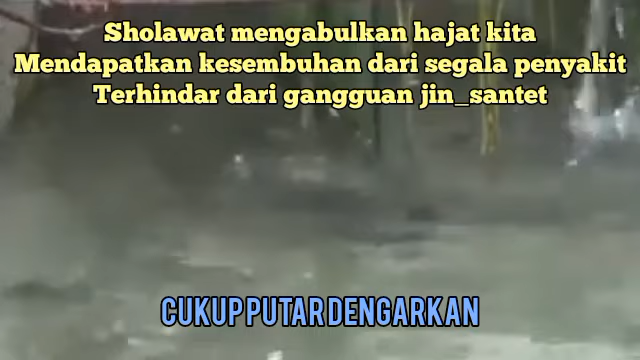 Sholawat mengabulkan hajat kita
Mendapatkan kesembuhan dari segala penyakit
Terhindar dari gangguan jin_santet
CUKUP PUTAR DENGARKAN